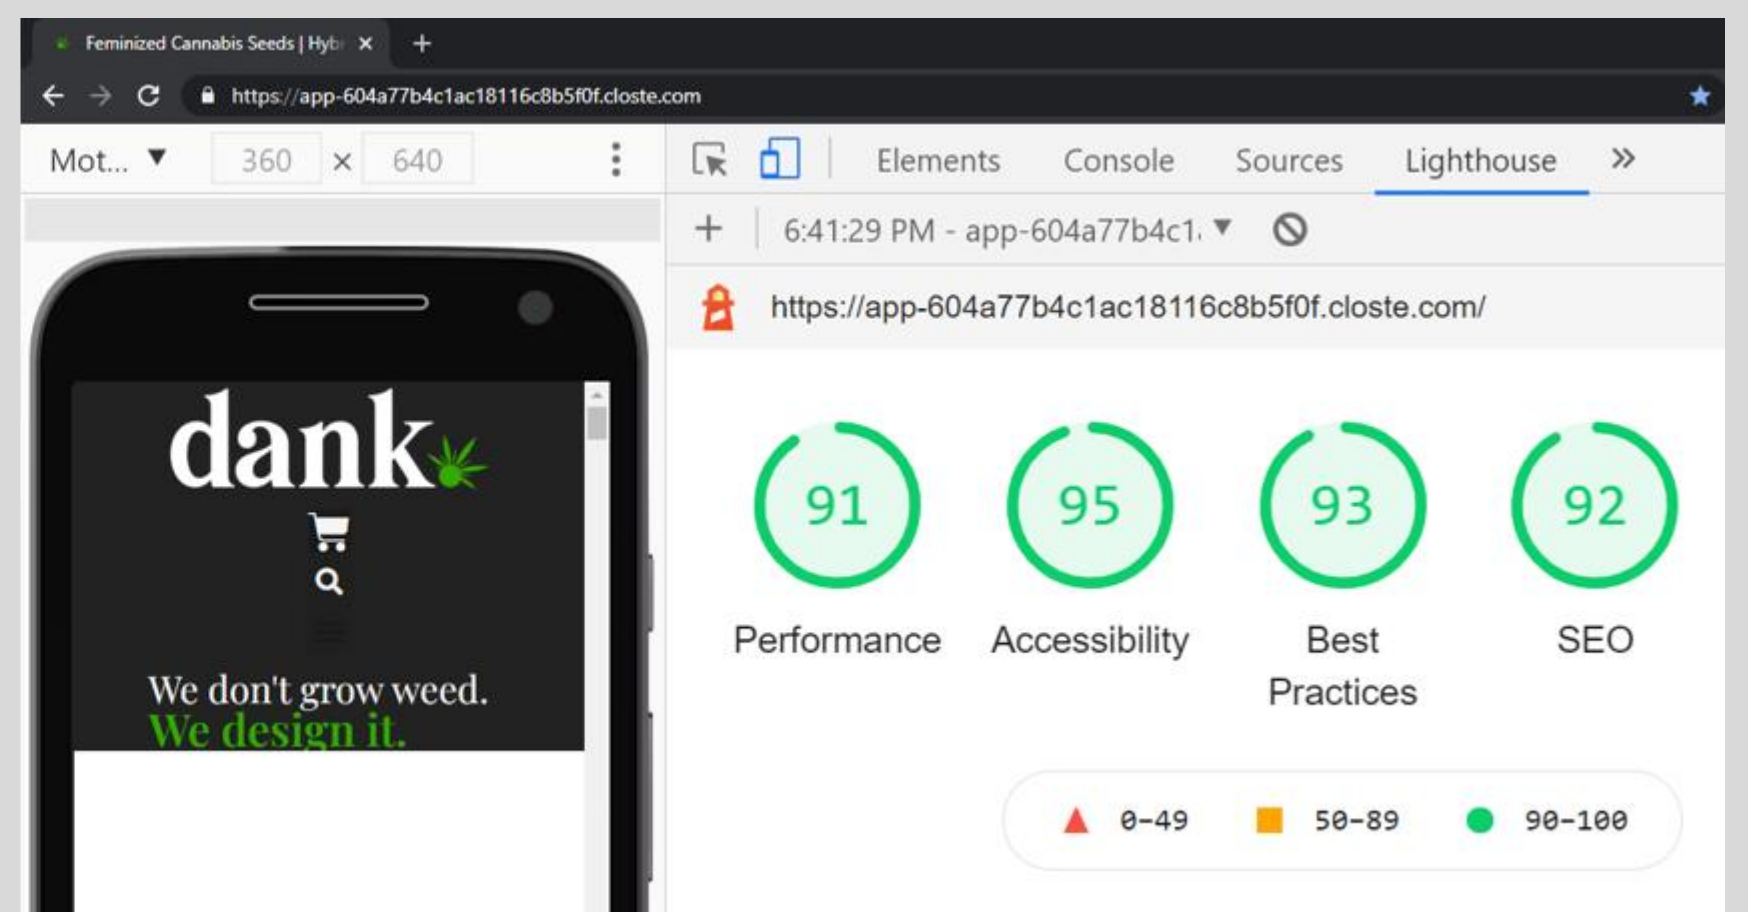 Feminized Cannabis Seeds | Hyb
https://app-604a77b4c1ac18116c8b5f0f.closte.com
Mot... 360 × 640
Elements Console Sources Lighthouse »
6:41:29 PM - app-604a77b4c1
https://app-604a77b4c1ac18116c8b5f0f.closte.com/
dank
We don't grow weed.
We design it.
91 95 93 92
Performance Accessibility Best Practices SEO
0–49 50–89 90–100